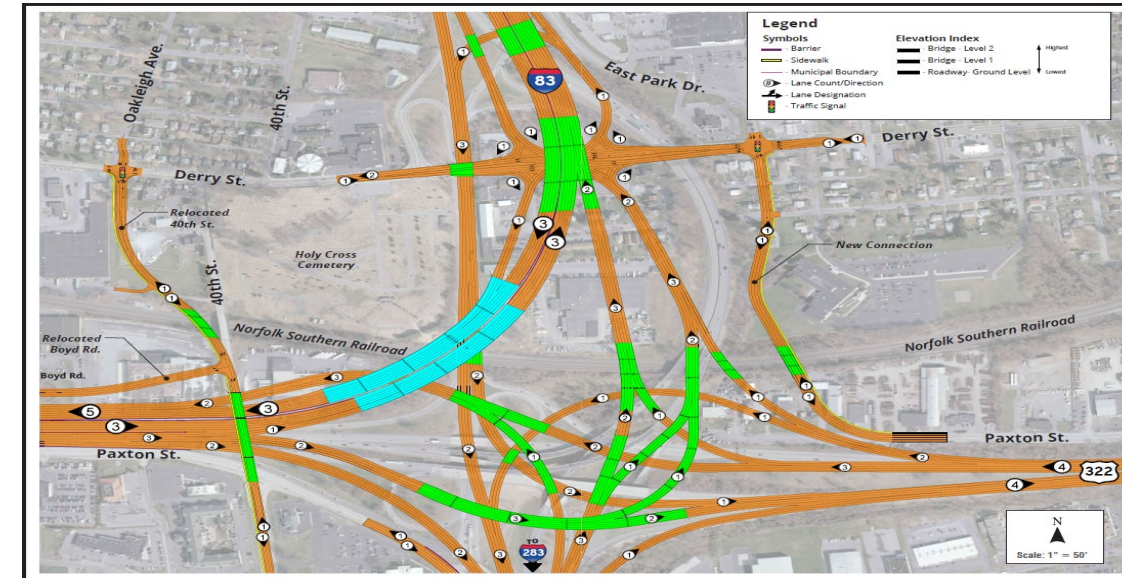 Legend
Symbols
Barrier
Sidewalk
Municipal Boundary
Lane Count/Direction
Lane Designation
Traffic Signal
Elevation Index
- Bridge - Level 2
- Bridge - Level 1
- Roadway- Ground Level
Highest
Lowest
Oakleigh Ave.
40th St.
83
East Park Dr.
Derry St.
Derry St.
Relocated
40th St.
Holy Cross
Cemetery
New Connection
40th St.
Norfolk Southern Railroad
Norfolk Southern Railroad
Relocated
Boyd Rd.
Boyd Rd.
Paxton St.
Paxton St.
322
TO
283
N
Scale: 1" = 50'